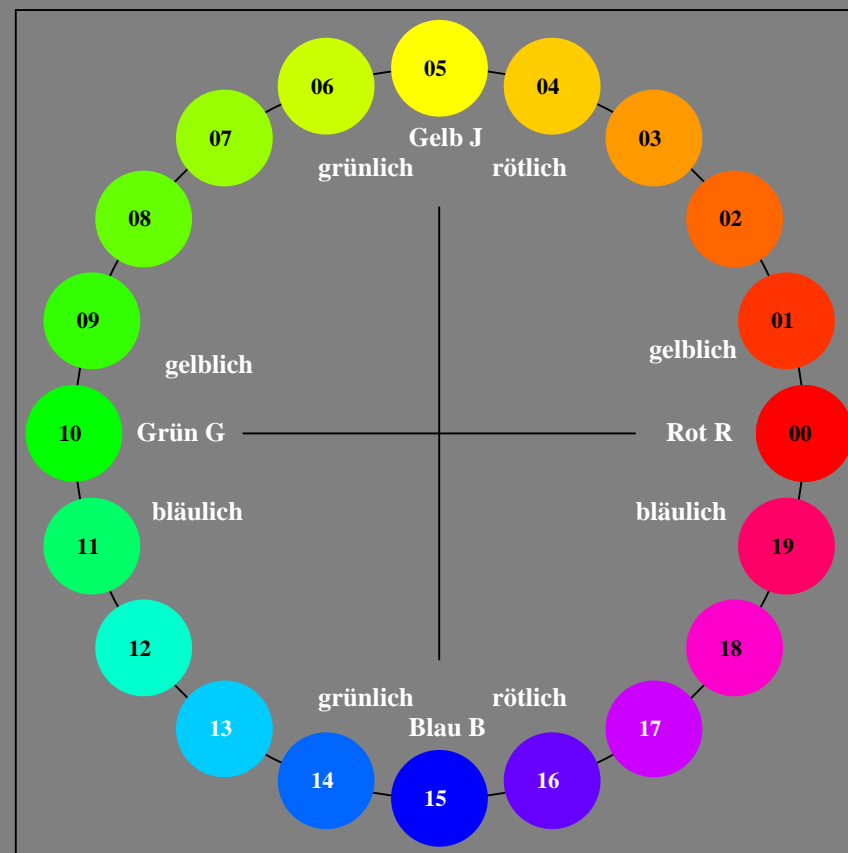 05
06
04
Gelb J
07
03
grünlich
rötlich
08
02
09
01
gelblich
gelblich
10
Grün G
Rot R
00
bläulich
bläulich
11
19
12
18
grünlich
rötlich
Blau B
13
17
14
16
15